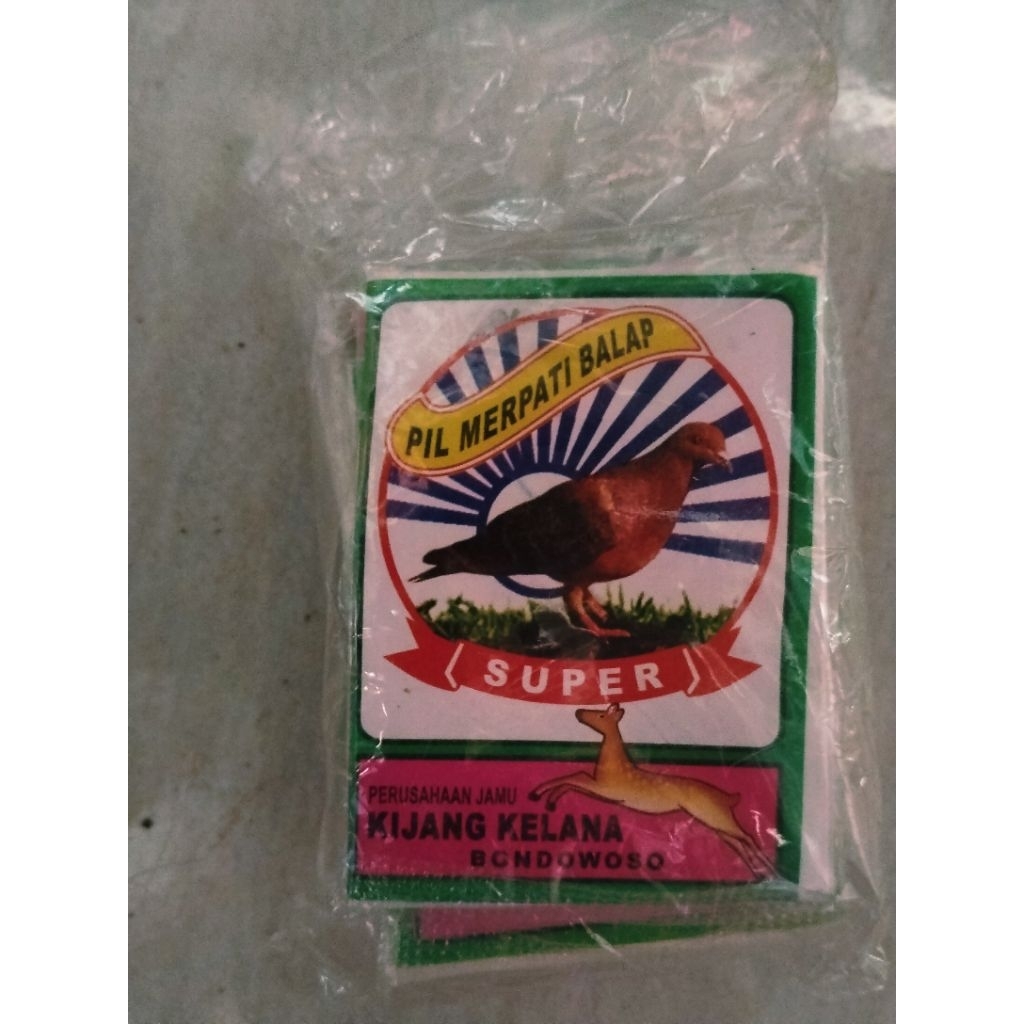 PIL MERPATI BALAP
SUPER
PERUSAHAAN JAMU
KIJANG KELANA
BONDOWOSO